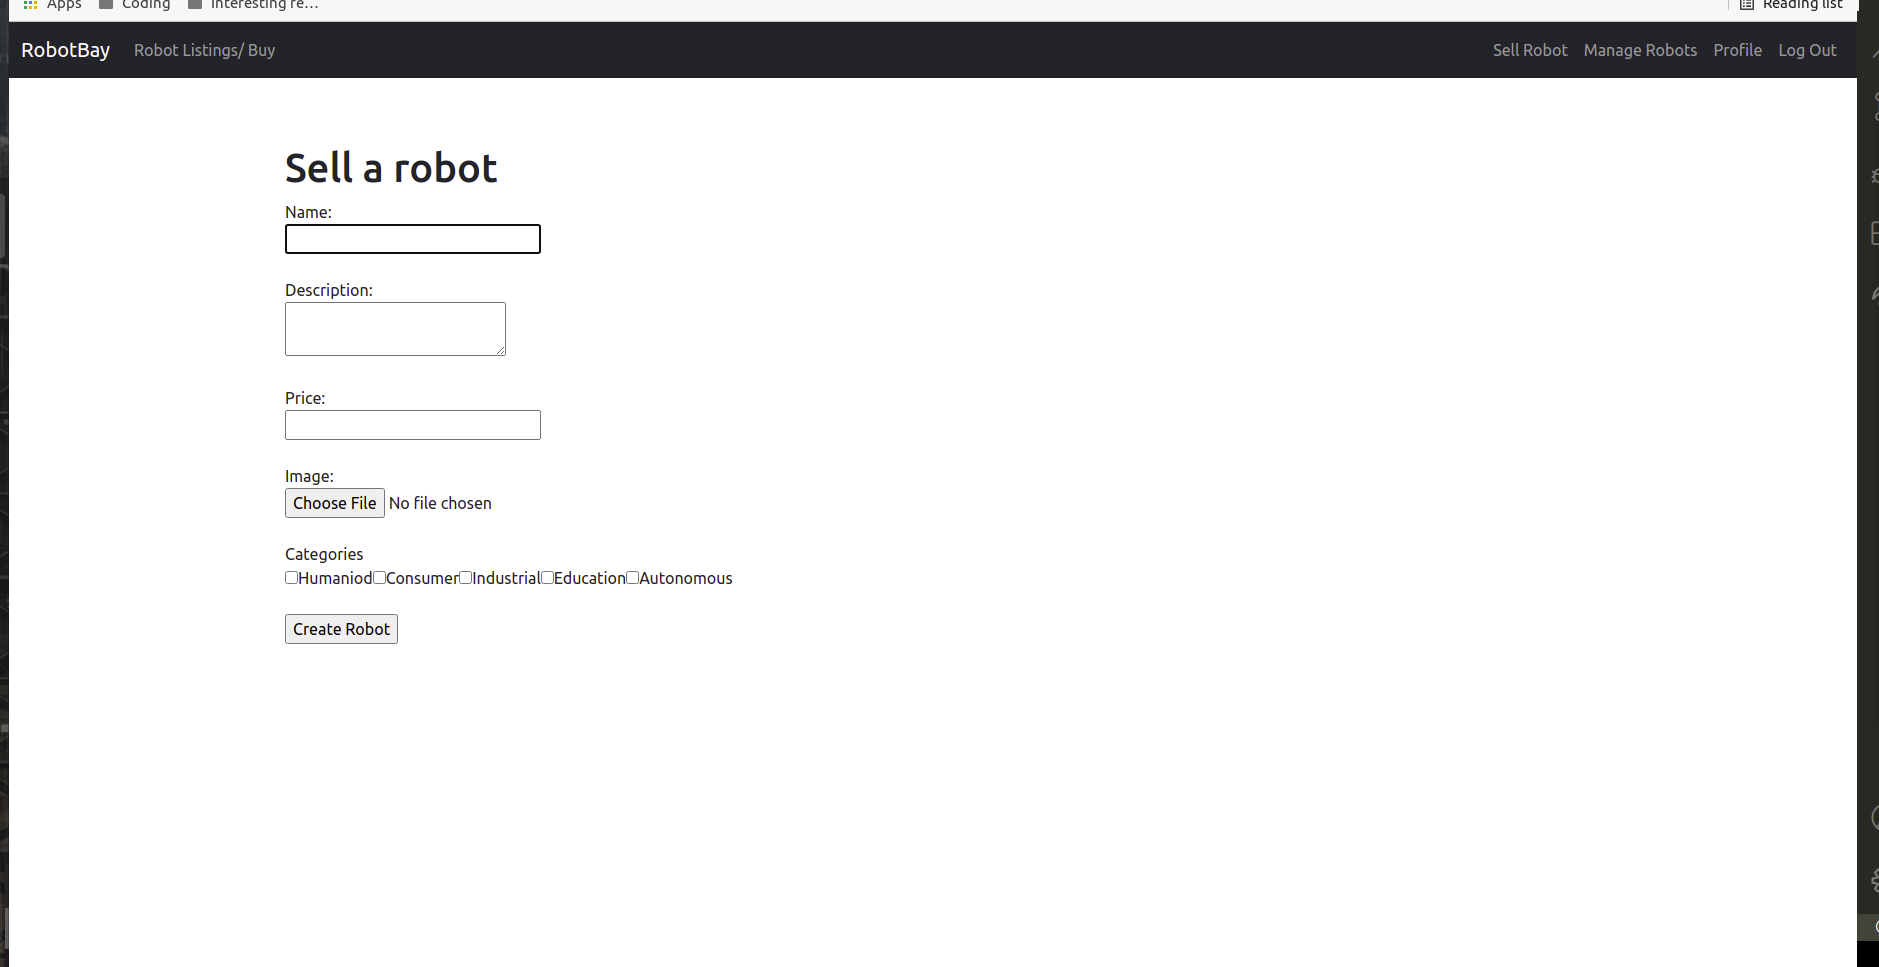 Apps Coding Interesting re... Reading list
RobotBay Robot Listings/ Buy Sell Robot Manage Robots Profile Log Out
Sell a robot
Name:
Description:
Price:
Image:
Choose File No file chosen
Categories
Humaniod Consumer Industrial Education Autonomous
Create Robot